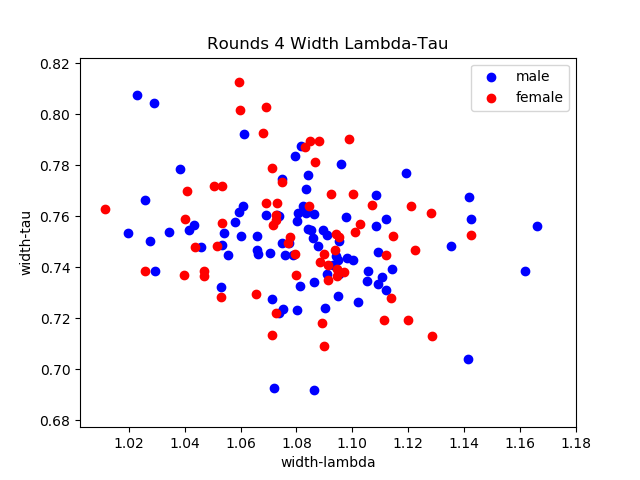 Rounds 4 Width Lambda-Tau
male
female
0.82
0.80
0.78
0.76
0.74
0.72
0.70
0.68
width-tau
1.02 1.04 1.06 1.08 1.10 1.12 1.14 1.16 1.18
width-lambda